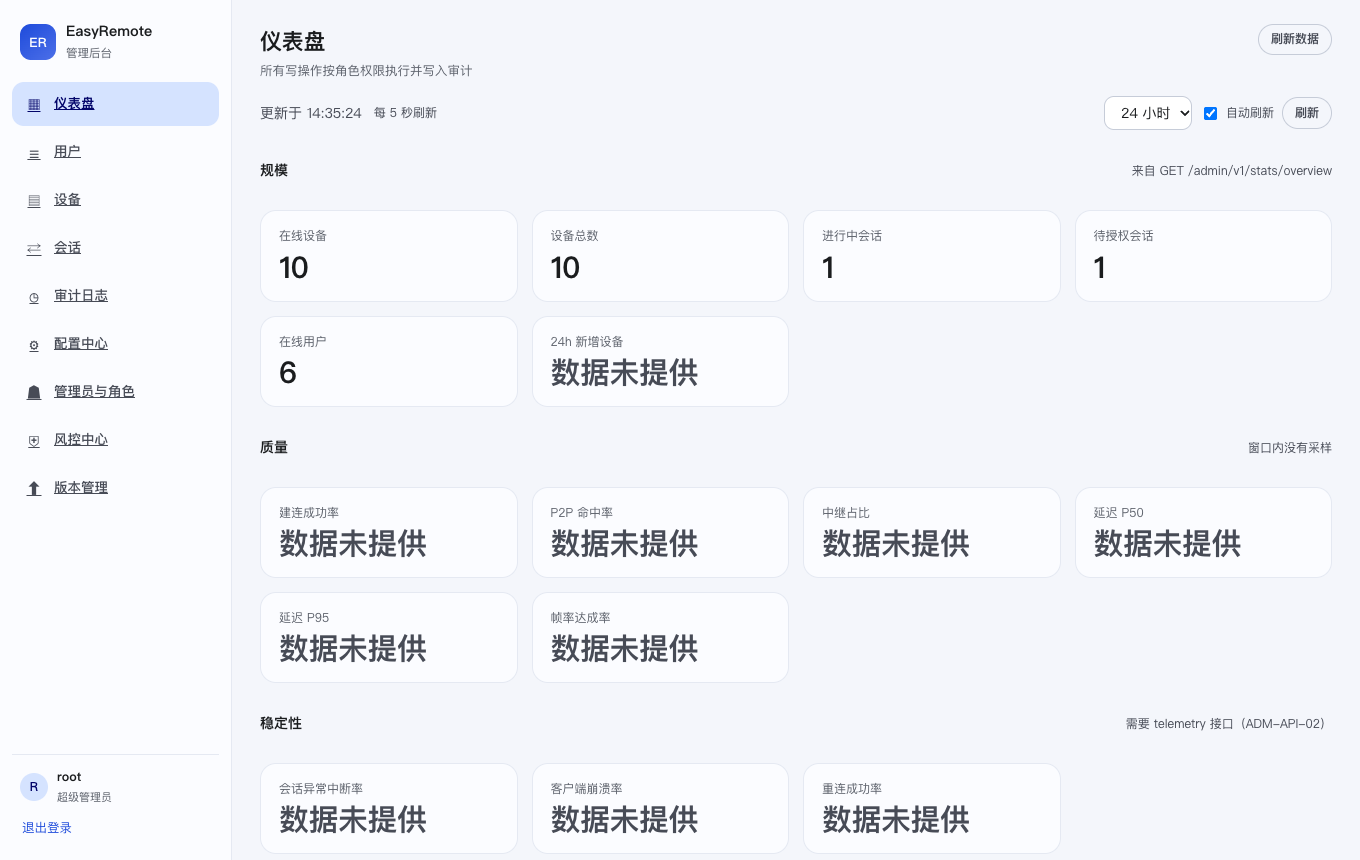 ER
EasyRemote
管理后台
仪表盘
用户
设备
会话
审计日志
配置中心
管理员与角色
风控中心
版本管理
R
root
超级管理员
退出登录
仪表盘
刷新数据
所有写操作按角色权限执行并写入审计
更新于 14:35:24 每 5 秒刷新
24 小时
自动刷新
刷新
规模
来自 GET /admin/v1/stats/overview
在线设备
10
设备总数
10
进行中会话
1
待授权会话
1
在线用户
6
24h 新增设备
数据未提供
质量
窗口内没有采样
建连成功率
数据未提供
P2P 命中率
数据未提供
中继占比
数据未提供
延迟 P50
数据未提供
延迟 P95
数据未提供
帧率达成率
数据未提供
稳定性
需要 telemetry 接口（ADM-API-02）
会话异常中断率
数据未提供
客户端崩溃率
数据未提供
重连成功率
数据未提供